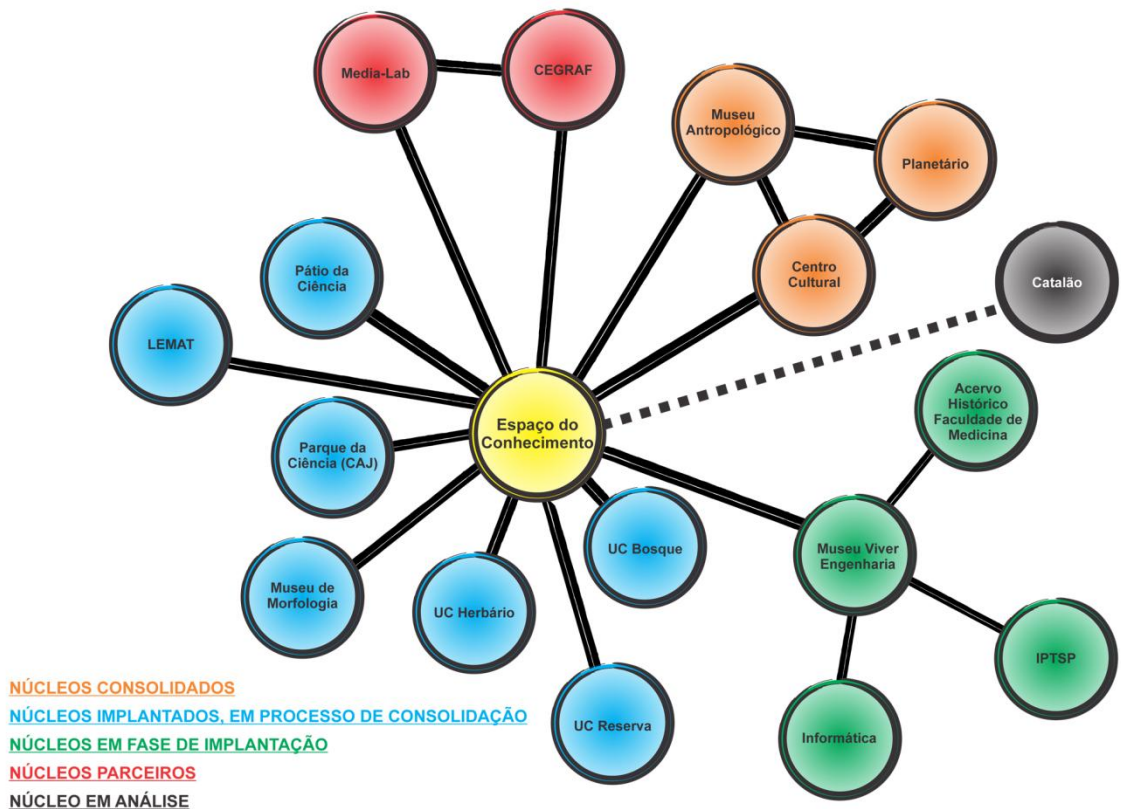 Media-Lab
CEGRAF
Museu
Antropológico
Planetário
Pátio da
Ciência
Centro
Cultural
Catalão
LEMAT
Acervo
Histórico
Faculdade de
Medicina
Espaço do
Conhecimento
Parque da
Ciência (CAJ)
UC Bosque
Museu Viver
Engenharia
Museu de
Morfologia
UC Herbário
IPTSP
UC Reserva
Informática
NÚCLEOS CONSOLIDADOS
NÚCLEOS IMPLANTADOS, EM PROCESSO DE CONSOLIDAÇÃO
NÚCLEOS EM FASE DE IMPLANTAÇÃO
NÚCLEOS PARCEIROS
NÚCLEO EM ANÁLISE